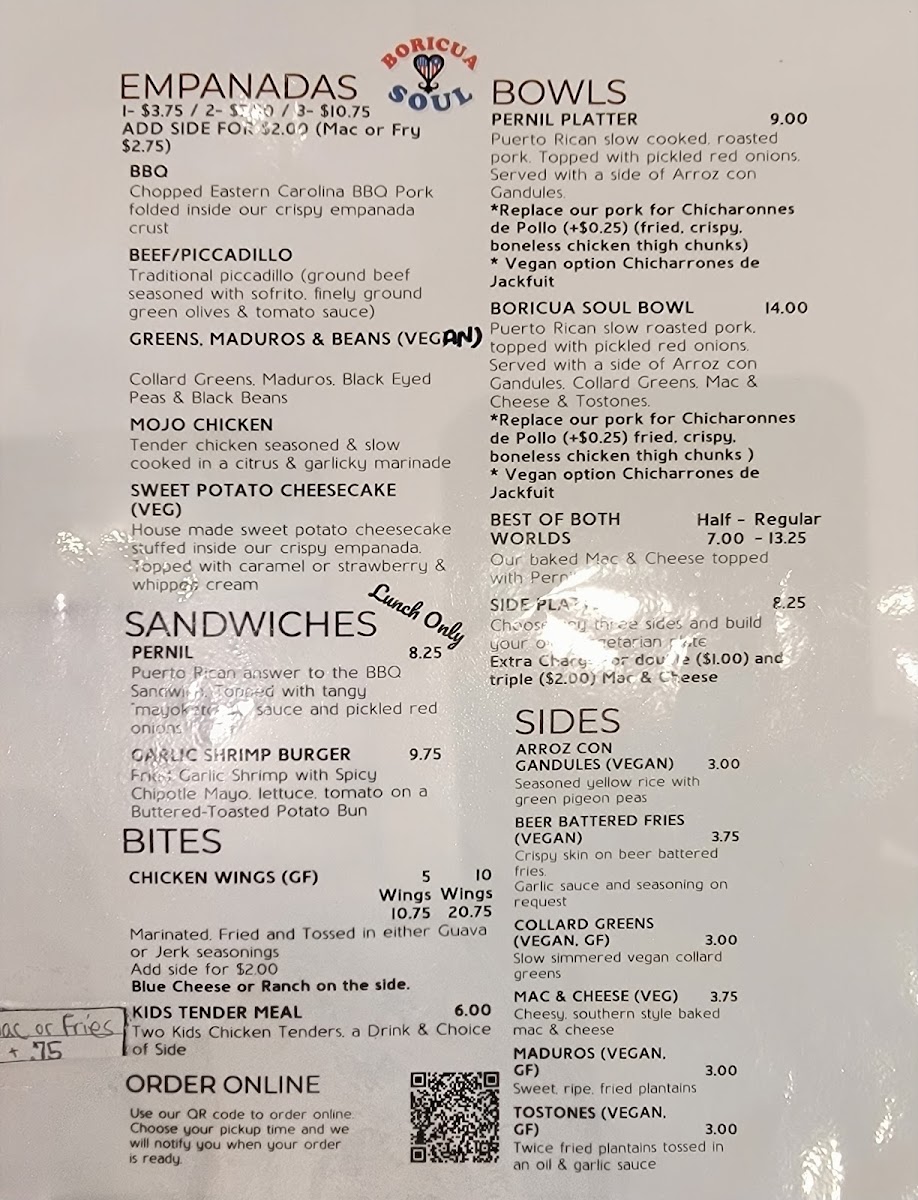 BORICUA
SOUL
EMPANADAS
1- $3.75 / 2- / 3- $10.75
ADD SIDE FOR $2.00 (Mac or Fry
$2.75)
BBQ
Chopped Eastern Carolina BBQ Pork
folded inside our crispy empanada
crust
BEEF/PICCADILLO
Traditional piccadillo (ground beef
seasoned with sofrito, finely ground
green olives & tomato sauce)
GREENS, MADUROS & BEANS (VEGAN)
Collard Greens, Maduros, Black Eyed
Peas & Black Beans
MOJO CHICKEN
Tender chicken seasoned & slow
cooked in a citrus & garlicky marinade
SWEET POTATO CHEESECAKE
(VEG)
House made sweet potato cheesecake
stuffed inside our crispy empanada.
Topped with caramel or strawberry &
whipped cream
SANDWICHES
Lunch Only
PERNIL 8.25
Puerto Rican answer to the BBQ
Sandwich. Topped with tangy
sauce and pickled red
onions
GARLIC SHRIMP BURGER 9.75
Fried Garlic Shrimp with Spicy
Chipotle Mayo, lettuce, tomato on a
Buttered-Toasted Potato Bun
BITES
CHICKEN WINGS (GF) 5 10
Wings Wings
10.75 20.75
Marinated, Fried and Tossed in either Guava
or Jerk seasonings
Add side for $2.00
Blue Cheese or Ranch on the side.
KIDS TENDER MEAL 6.00
Two Kids Chicken Tenders, a Drink & Choice
of Side
or Fries
+ .75
ORDER ONLINE
Use our QR code to order online.
Choose your pickup time and we
will notify you when your order
is ready.
BOWLS
PERNIL PLATTER 9.00
Puerto Rican slow cooked, roasted
pork. Topped with pickled red onions.
Served with a side of Arroz con
Gandules.
*Replace our pork for Chicharonnes
de Pollo (+$0.25) (fried, crispy,
boneless chicken thigh chunks)
* Vegan option Chicharrones de
Jackfuit
BORICUA SOUL BOWL 14.00
Puerto Rican slow roasted pork,
topped with pickled red onions.
Served with a side of Arroz con
Gandules, Collard Greens, Mac &
Cheese & Tostones.
*Replace our pork for Chicharonnes
de Pollo (+$0.25) fried, crispy,
boneless chicken thigh chunks )
* Vegan option Chicharrones de
Jackfuit
BEST OF BOTH Half - Regular
WORLDS 7.00 - 13.25
Our baked Mac & Cheese topped
with
SIDE 8.25
Choose any three sides and build
your
Extra Charge for double ($1.00) and
triple ($2.00) Mac & Cheese
SIDES
ARROZ CON
GANDULES (VEGAN) 3.00
Seasoned yellow rice with
green pigeon peas
BEER BATTERED FRIES
(VEGAN) 3.75
Crispy skin on beer battered
fries.
Garlic sauce and seasoning on
request
COLLARD GREENS
(VEGAN, GF) 3.00
Slow simmered vegan collard
greens
MAC & CHEESE (VEG) 3.75
Cheesy, southern style baked
mac & cheese
MADUROS (VEGAN,
GF) 3.00
Sweet, ripe, fried plantains
TOSTONES (VEGAN,
GF) 3.00
Twice fried plantains tossed in
an oil & garlic sauce